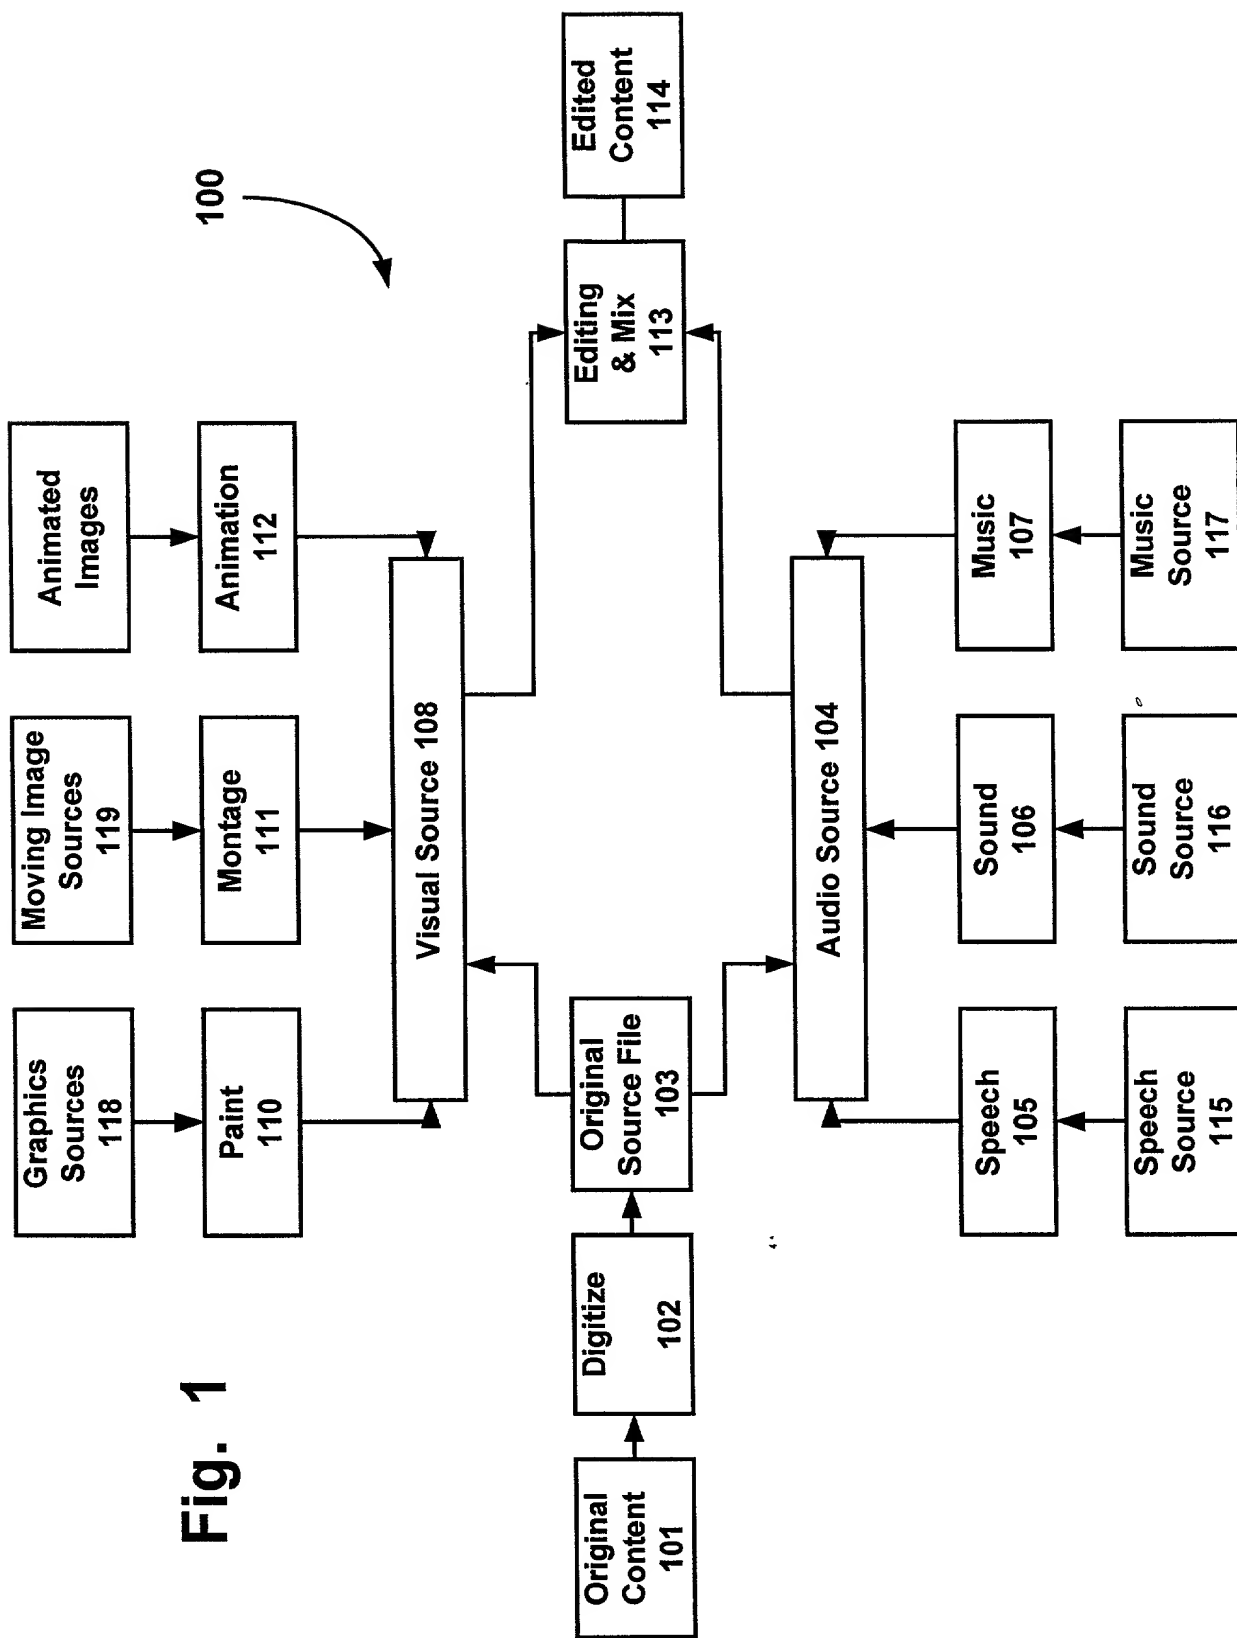 Fig. 1
100
Graphics
Sources
118
Moving Image
Sources
119
Animated
Images
Paint
110
Montage
111
Animation
112
Visual Source 108
Original
Content
101
Digitize
102
Original
Source File
103
Editing
& Mix
113
Edited
Content
114
Audio Source 104
Speech
105
Sound
106
Music
107
Speech
Source
115
Sound
Source
116
Music
Source
117